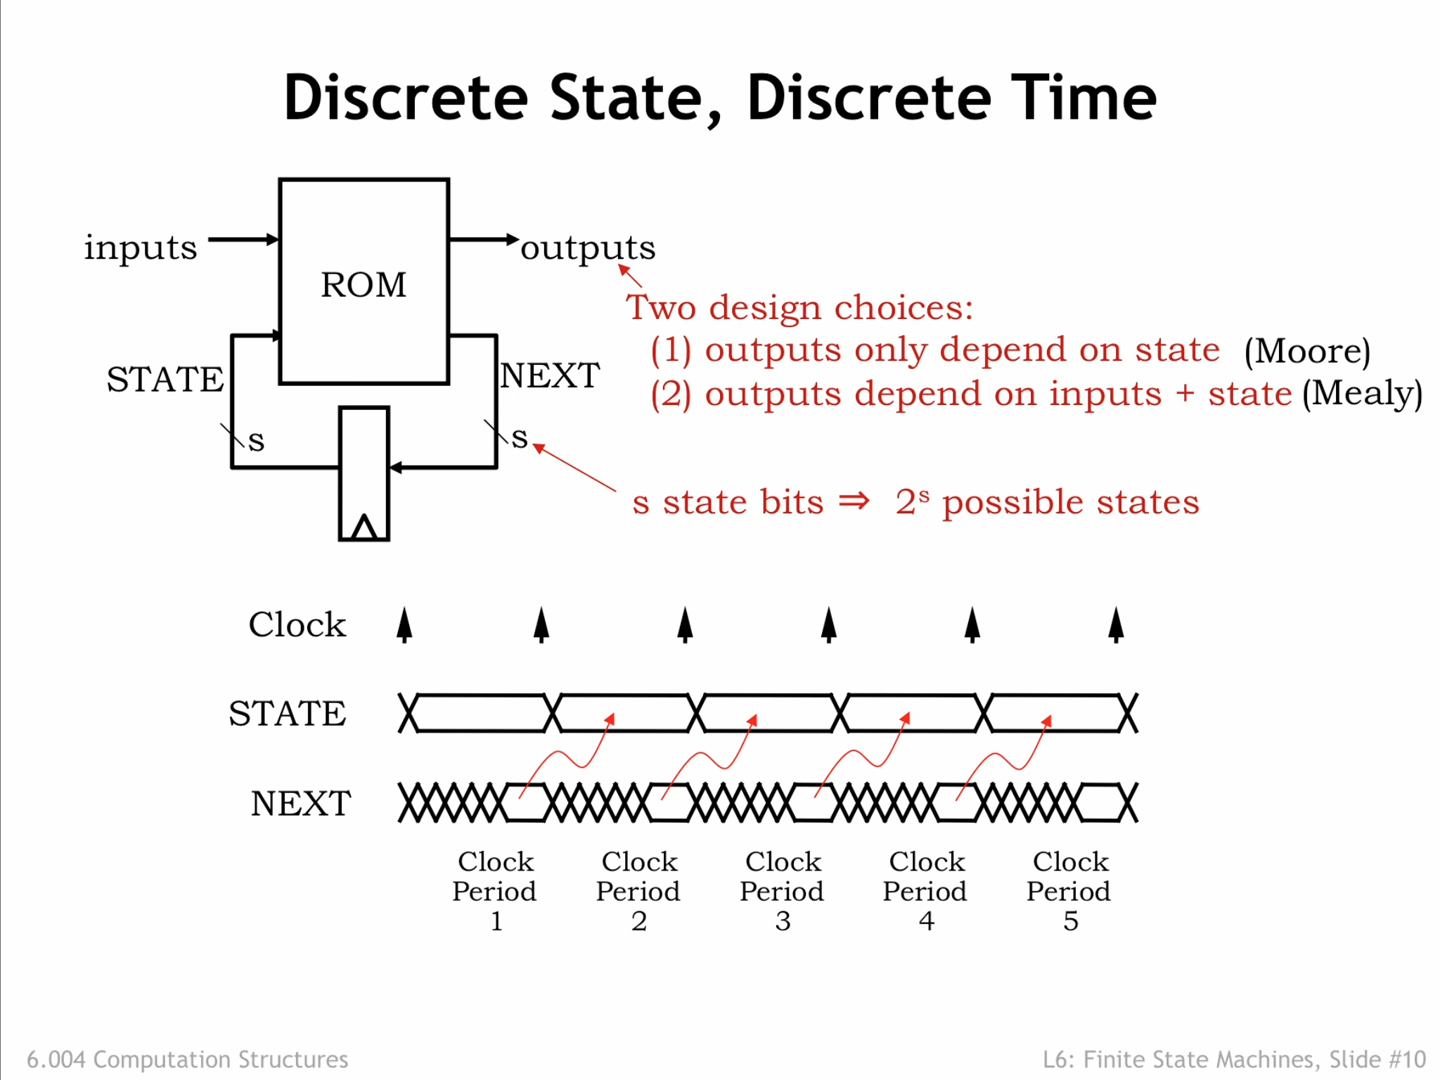 Discrete State, Discrete Time
inputs
ROM
outputs
Two design choices:
(1) outputs only depend on state (Moore)
(2) outputs depend on inputs + state (Mealy)
STATE
NEXT
s
s
s state bits ⇒ 2ˢ possible states
Clock
STATE
NEXT
Clock Period 1
Clock Period 2
Clock Period 3
Clock Period 4
Clock Period 5
6.004 Computation Structures
L6: Finite State Machines, Slide #10